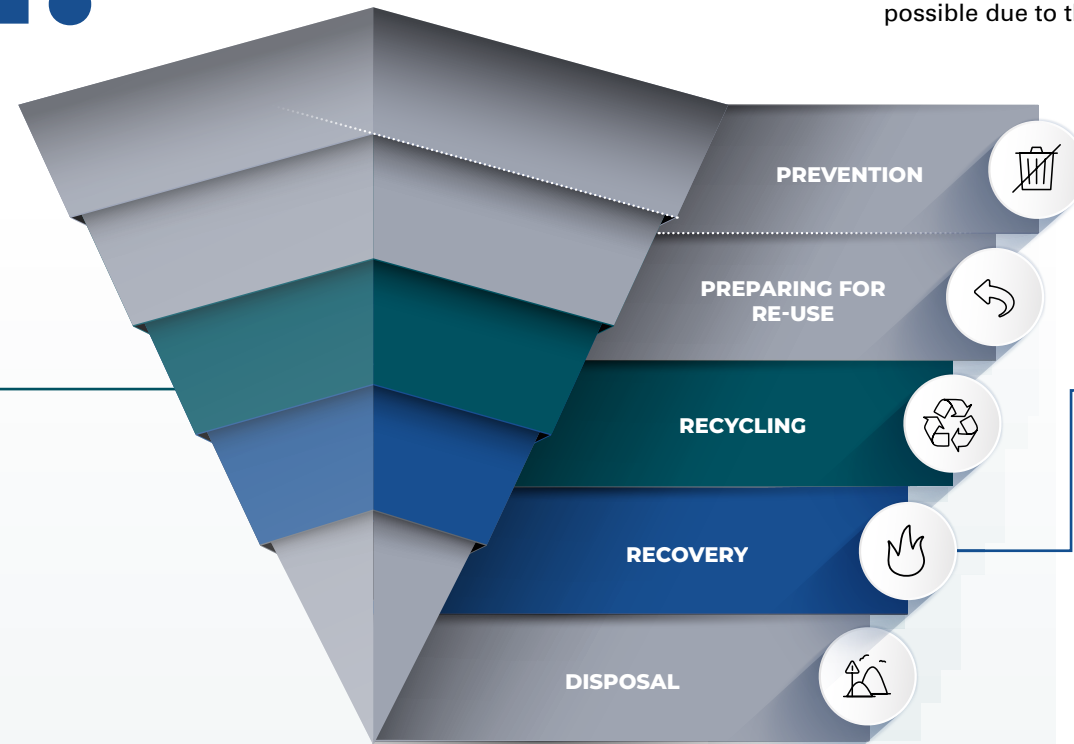 possible due to
PREVENTION
PREPARING FOR
RE-USE
RECYCLING
RECOVERY
DISPOSAL